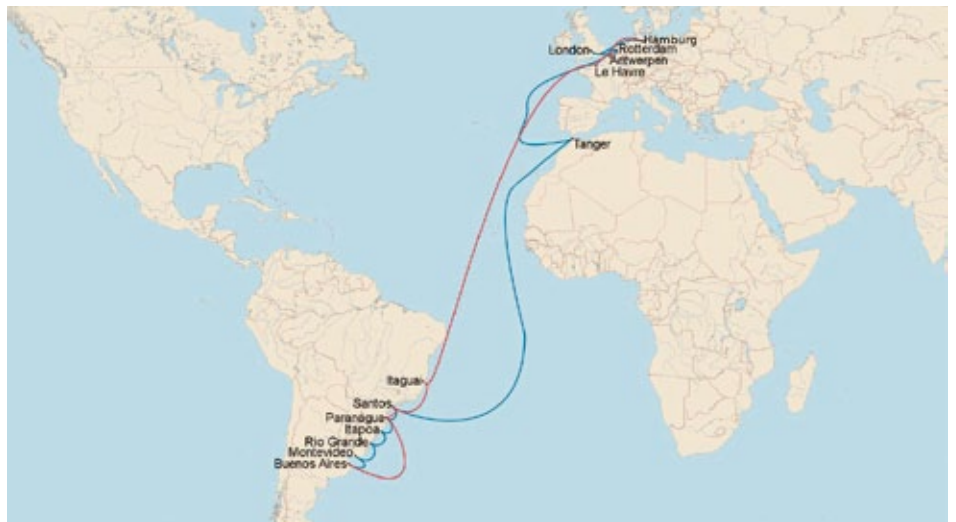 Hamburg
London
Rotterdam
Antwerpen
Le Havre
Tanger
Itaguai
Santos
Paranagua
Itapoa
Rio Grande
Montevideo
Buenos Aires